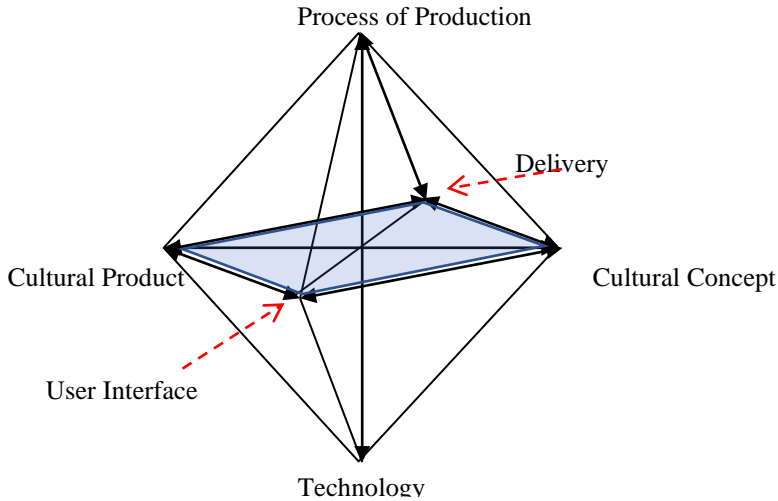 Process of Production
Delivery
Cultural Product
Cultural Concept
User Interface
Technology